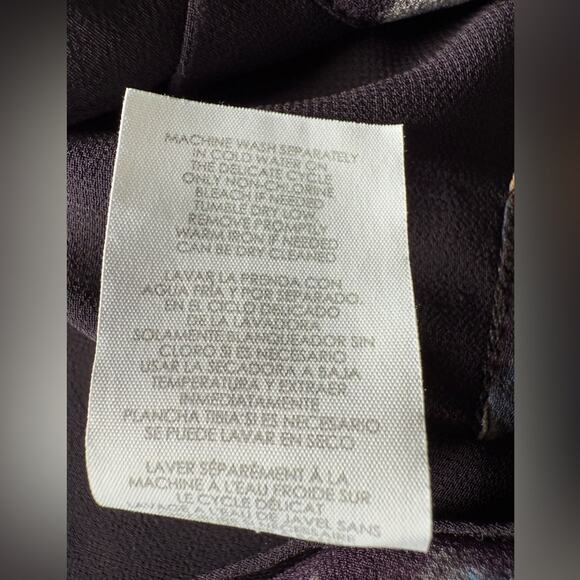 MACHINE WASH SEPARATELY
IN COLD WATER ON
THE DELICATE CYCLE
ONLY NON-CHLORINE
BLEACH IF NEEDED
TUMBLE DRY LOW
REMOVE PROMPTLY
WARM IRON IF NEEDED
CAN BE DRY CLEANED
LAVAR LA PRENDA CON
AGUA FRIA Y POR SEPARADO
EN EL CICLO DELICADO
DE LA LAVADORA
SOLAMENTE BLANQUEADOR SIN
CLORO SI ES NECESARIO
USAR LA SECADORA A BAJA
TEMPERATURA Y EXTRAER
INMEDIATAMENTE
PLANCHA TIBIA SI ES NECESARIO
SE PUEDE LAVAR EN SECO
LAVER SÉPARÉMENT À LA
MACHINE À L'EAU FROIDE SUR
LE CYCLE DÉLICAT
L'EAU DE JAVEL SANS